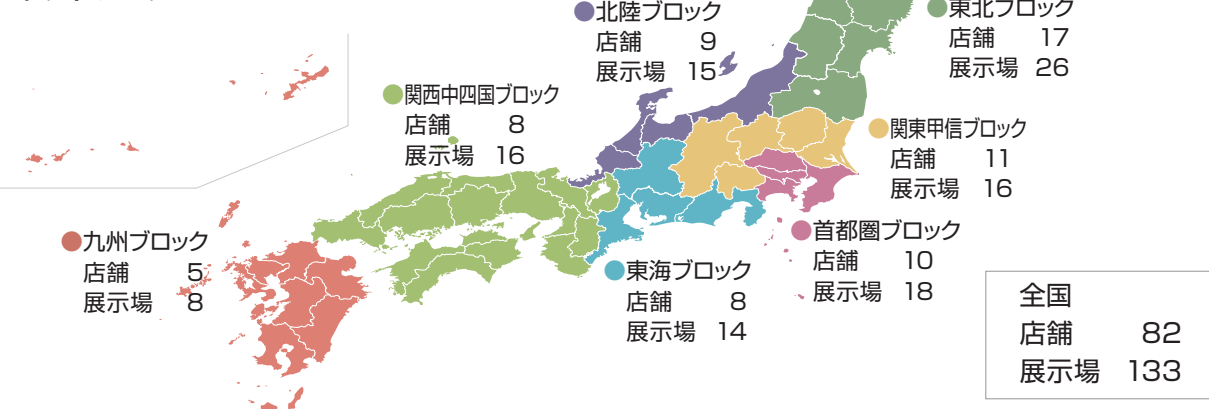 北陸ブロック
店舗 9
展示場 15
東北ブロック
店舗 17
展示場 26
関西中四国ブロック
店舗 8
展示場 16
関東甲信ブロック
店舗 11
展示場 16
九州ブロック
店舗 5
展示場 8
首都圏ブロック
店舗 10
展示場 18
東海ブロック
店舗 8
展示場 14
全国
店舗 82
展示場 133